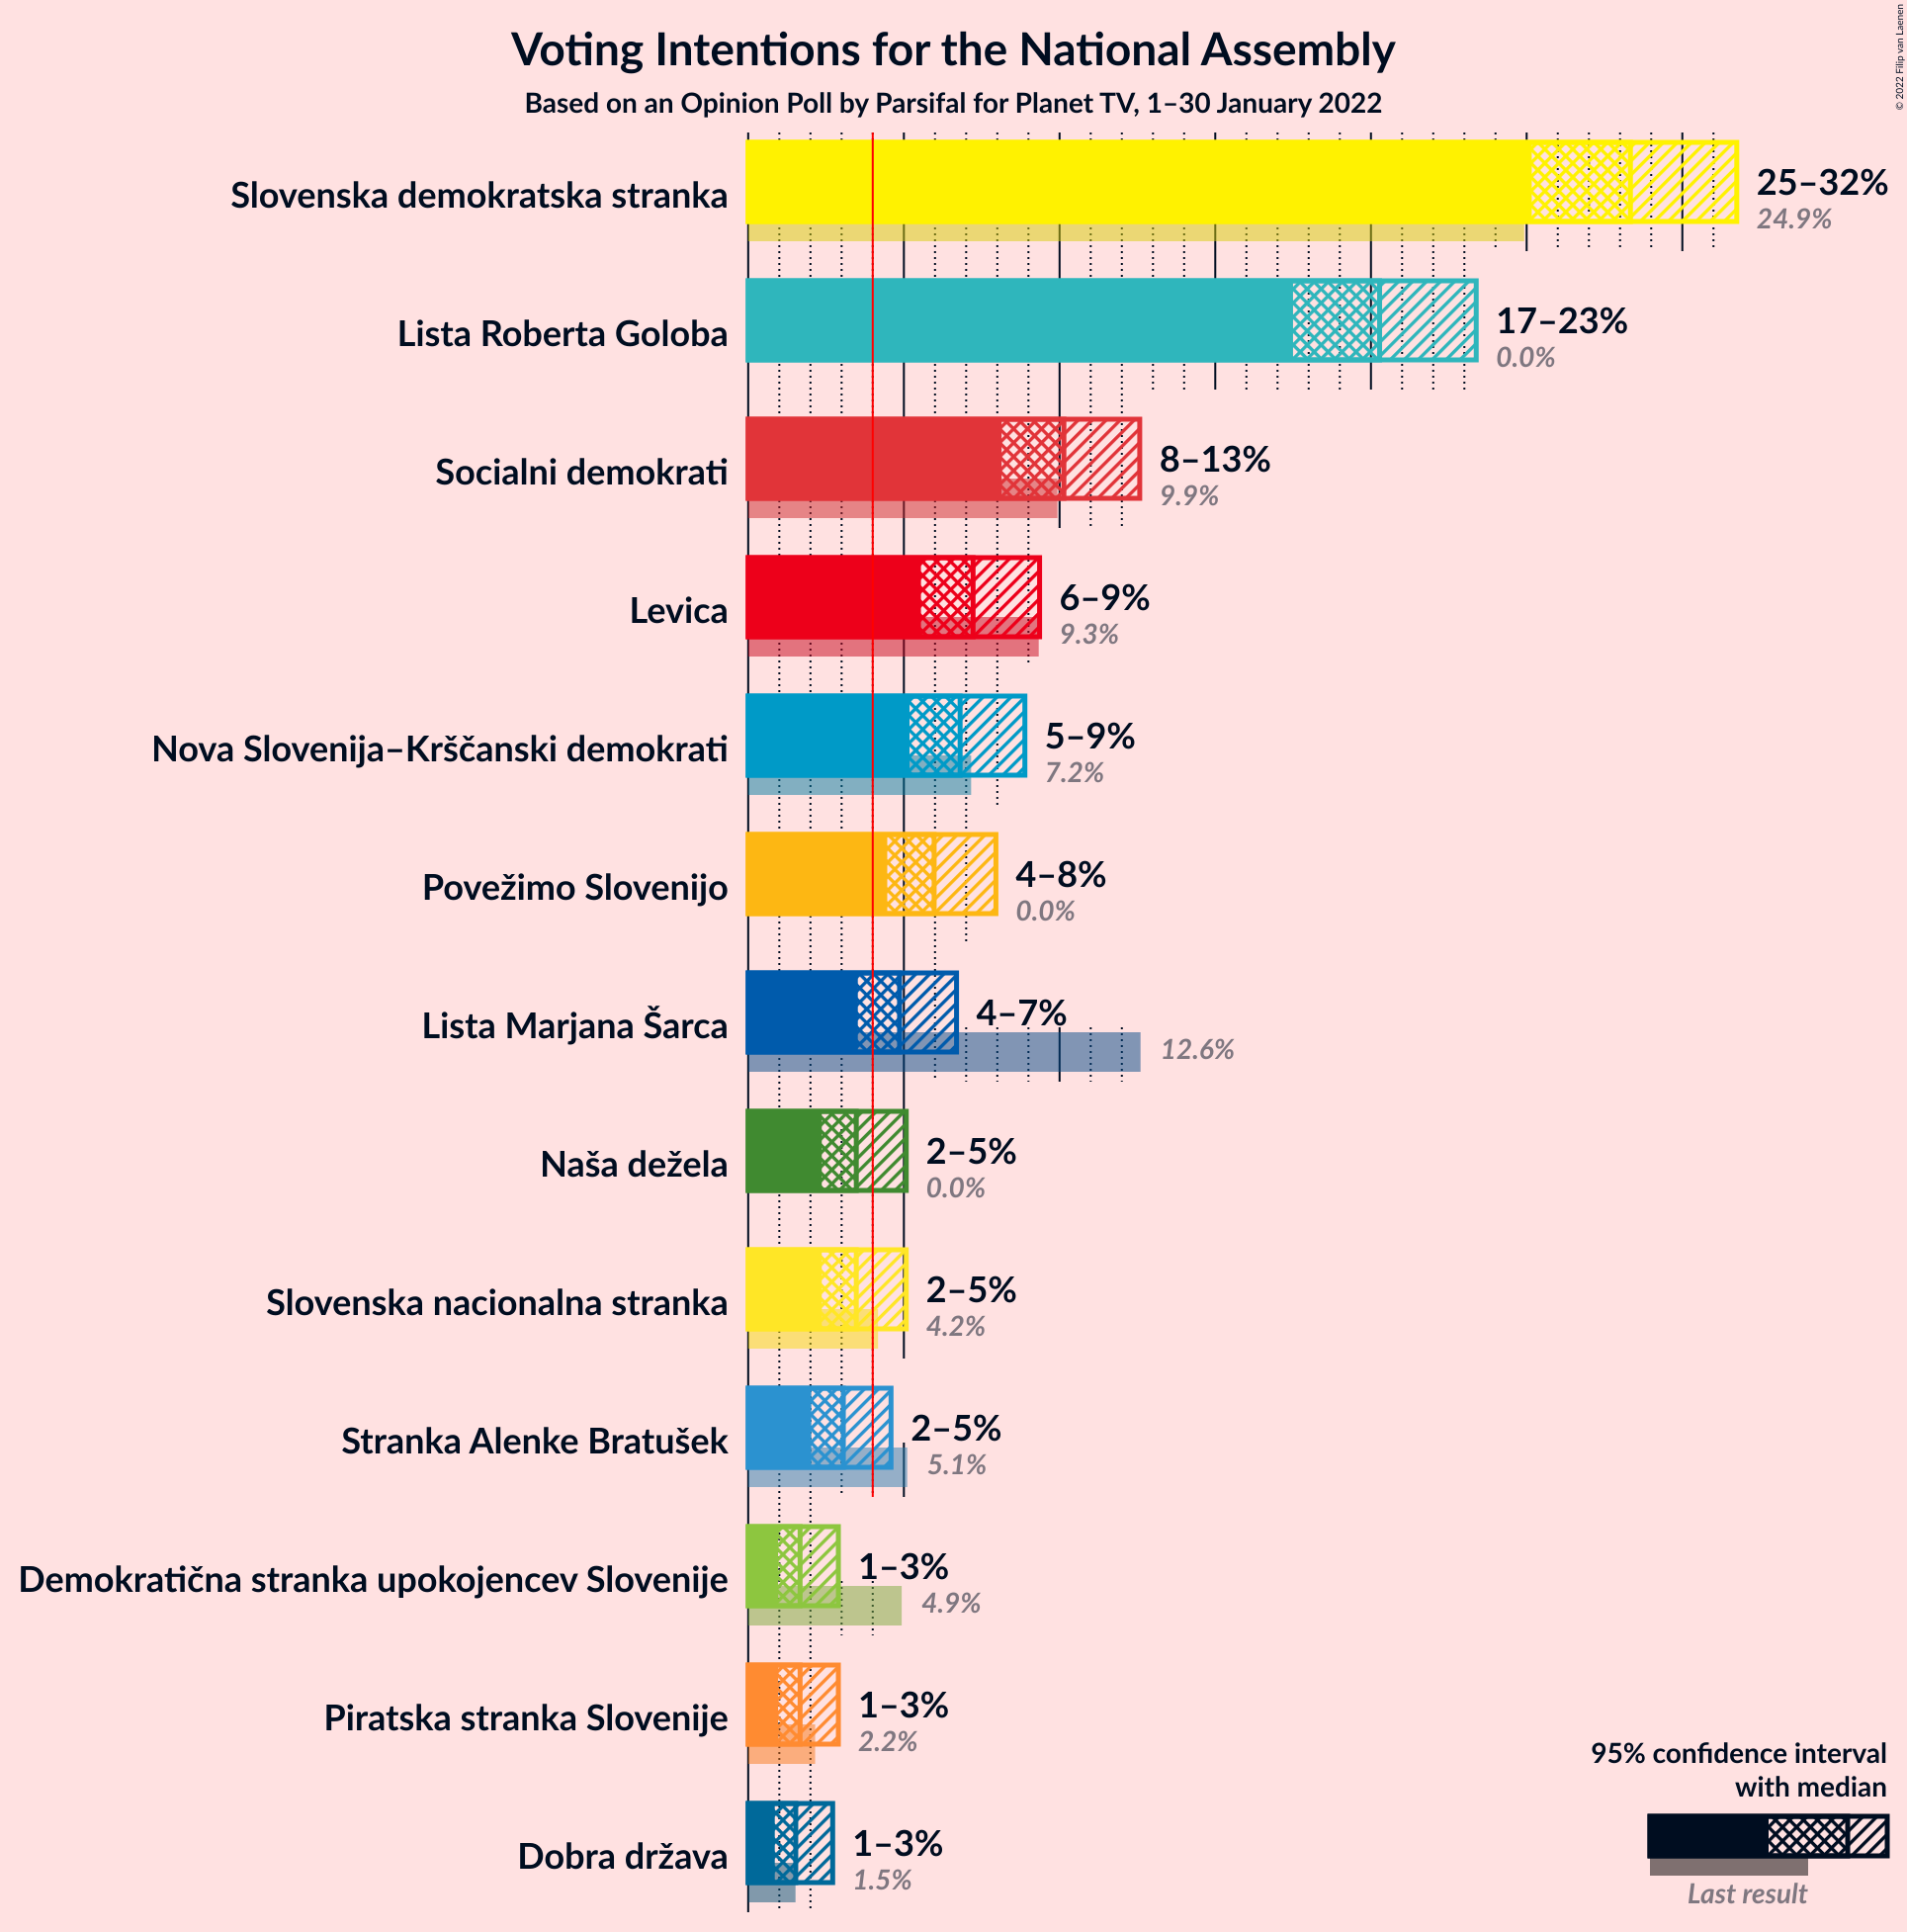 Voting Intentions for the National Assembly
Based on an Opinion Poll by Parsifal for Planet TV, 1–30 January 2022
© 2022 Filip van Laenen
Slovenska demokratska stranka
25–32%
24.9%
Lista Roberta Goloba
17–23%
0.0%
Socialni demokrati
8–13%
9.9%
Levica
6–9%
9.3%
Nova Slovenija–Krščanski demokrati
5–9%
7.2%
Povežimo Slovenijo
4–8%
0.0%
Lista Marjana Šarca
4–7%
12.6%
Naša dežela
2–5%
0.0%
Slovenska nacionalna stranka
2–5%
4.2%
Stranka Alenke Bratušek
2–5%
5.1%
Demokratična stranka upokojencev Slovenije
1–3%
4.9%
Piratska stranka Slovenije
1–3%
2.2%
Dobra država
1–3%
1.5%
95% confidence interval
with median
Last result